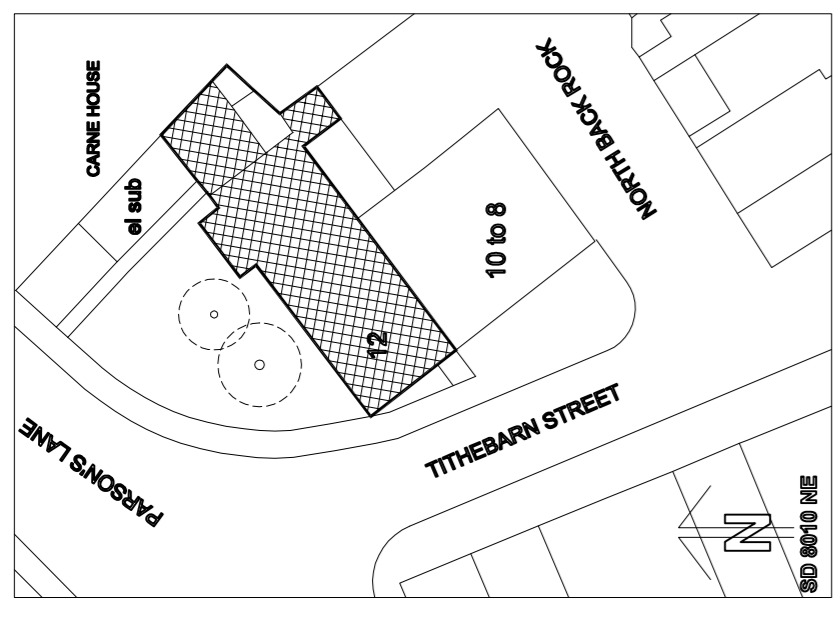 CARNE HOUSE
el sub
NORTH BACK ROCK
10 to 8
12
PARSON'S LANE
TITHEBARN STREET
N
SD 8010 NE